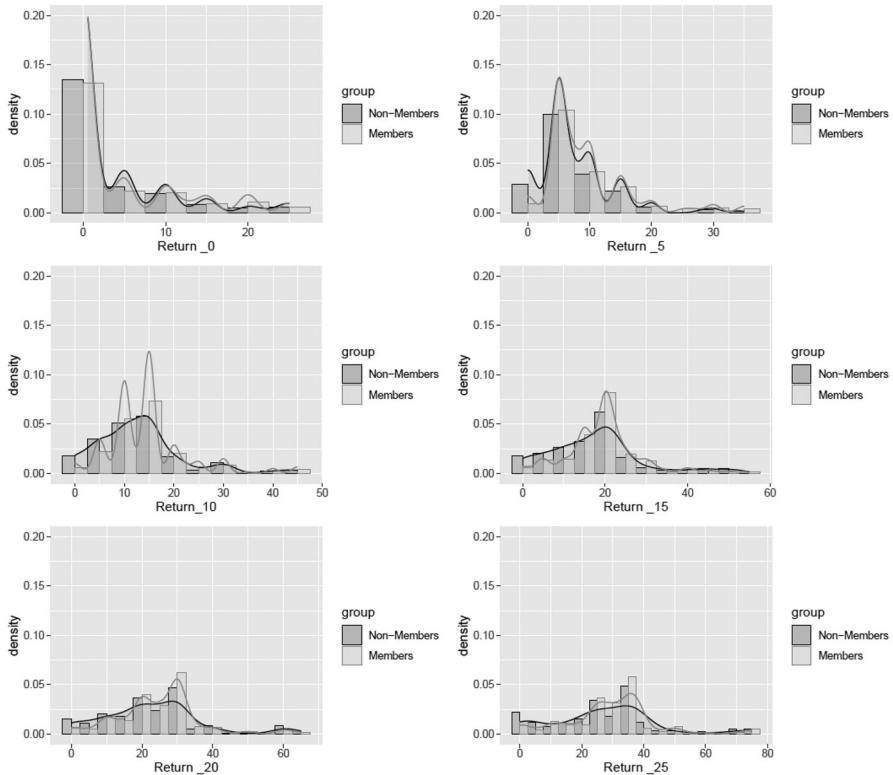 0.20
0.15
0.10
0.05
0.00
density
0 10 20
Return _0
group
Non-Members
Members
0.20
0.15
0.10
0.05
0.00
density
0 10 20 30
Return _5
group
Non-Members
Members
0.20
0.15
0.10
0.05
0.00
density
0 10 20 30 40 50
Return_10
group
Non-Members
Members
0.20
0.15
0.10
0.05
0.00
density
0 20 40 60
Return _15
group
Non-Members
Members
0.20
0.15
0.10
0.05
0.00
density
0 20 40 60
Return _20
group
Non-Members
Members
0.20
0.15
0.10
0.05
0.00
density
0 20 40 60 80
Return _25
group
Non-Members
Members